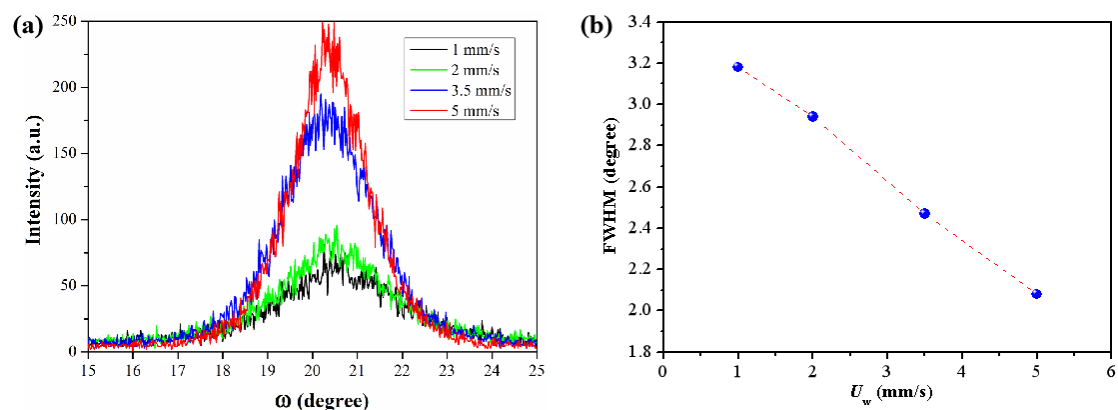 (a)
250
200
150
100
50
0
Intensity (a.u.)
1 mm/s
2 mm/s
3.5 mm/s
5 mm/s
15 16 17 18 19 20 21 22 23 24 25
ω (degree)
(b)
3.4
3.2
3.0
2.8
2.6
2.4
2.2
2.0
1.8
FWHM (degree)
0 1 2 3 4 5 6
Uw (mm/s)